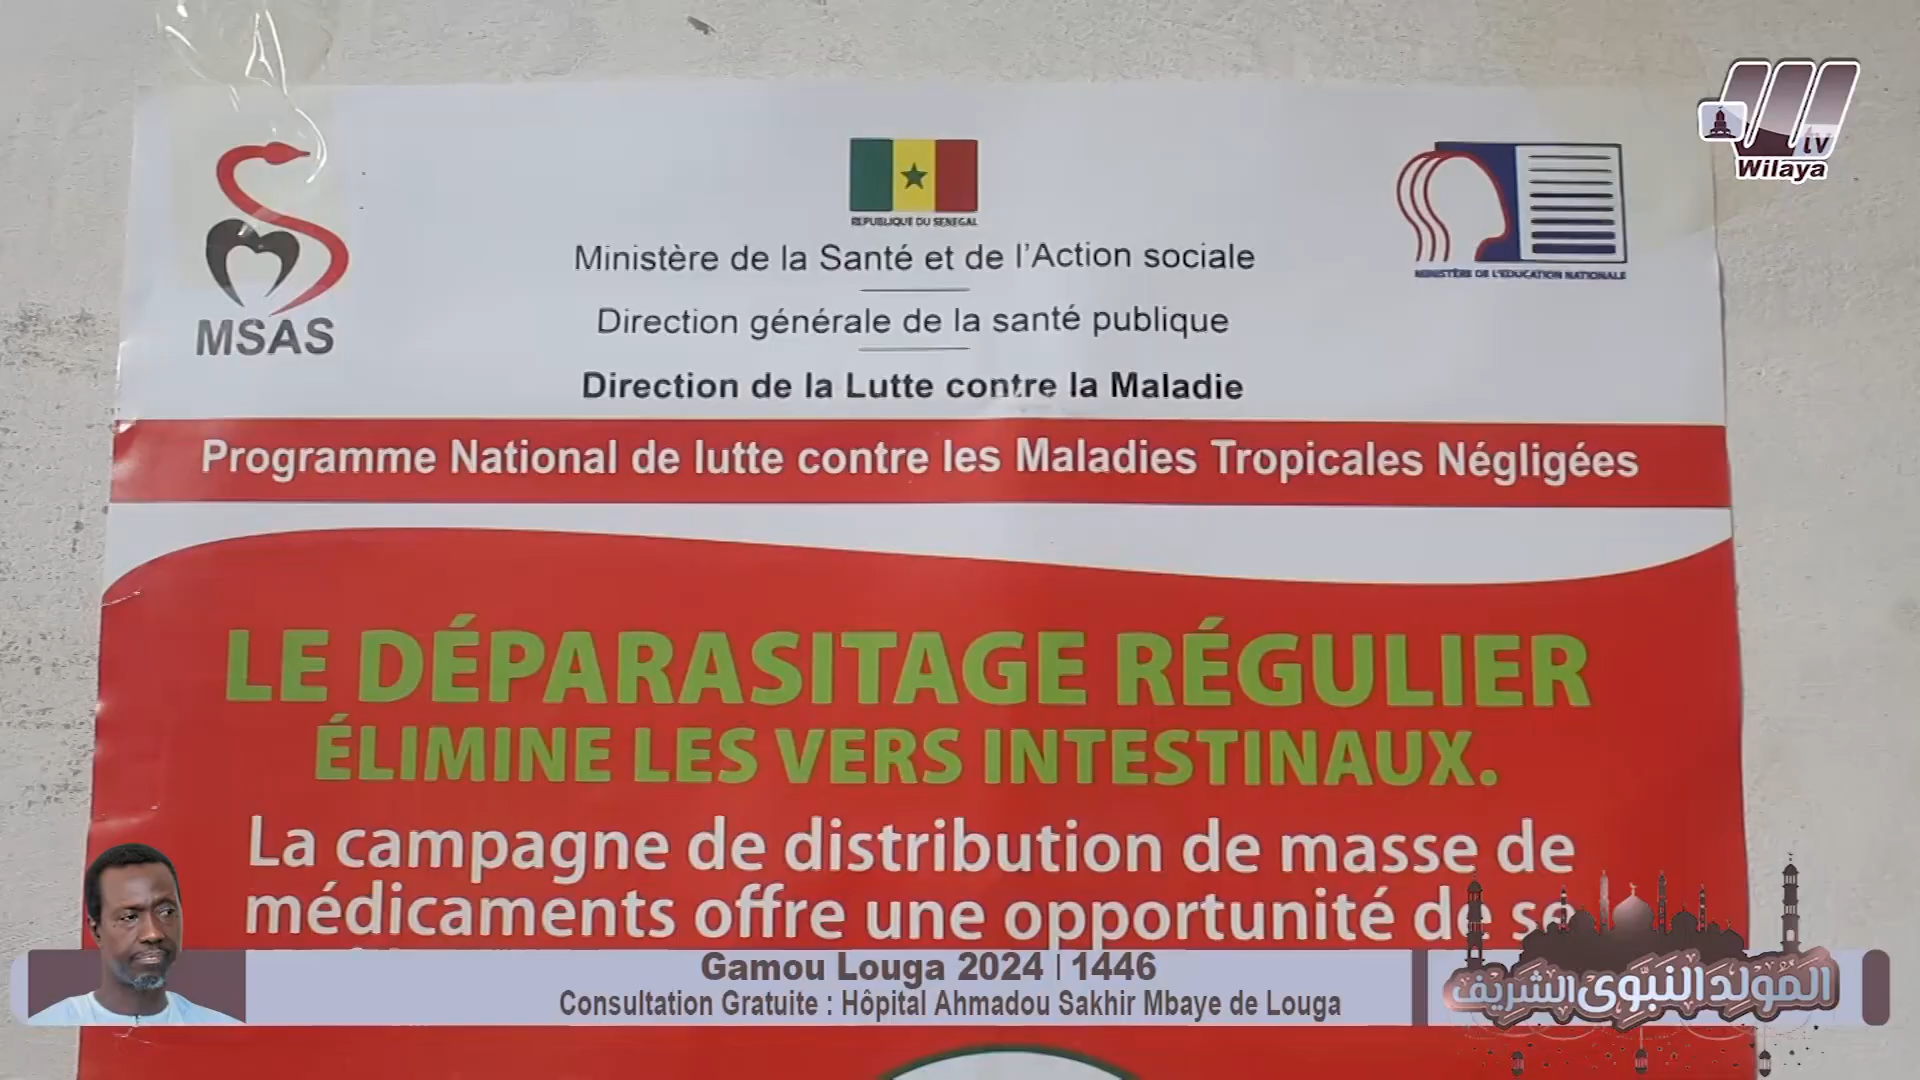 MSAS
REPUBLIQUE DU SENEGAL
Ministère de la Santé et de l'Action sociale
Direction générale de la santé publique
Direction de la Lutte contre la Maladie
MINISTÈRE DE L'EDUCATION NATIONALE
tv
Wilaya
Programme National de lutte contre les Maladies Tropicales Négligées
LE DÉPARASITAGE RÉGULIER
ÉLIMINE LES VERS INTESTINAUX.
La campagne de distribution de masse de
médicaments offre une opportunité de se
Gamou Louga 2024 | 1446
Consultation Gratuite : Hôpital Ahmadou Sakhir Mbaye de Louga
المولد النبوي الشريف